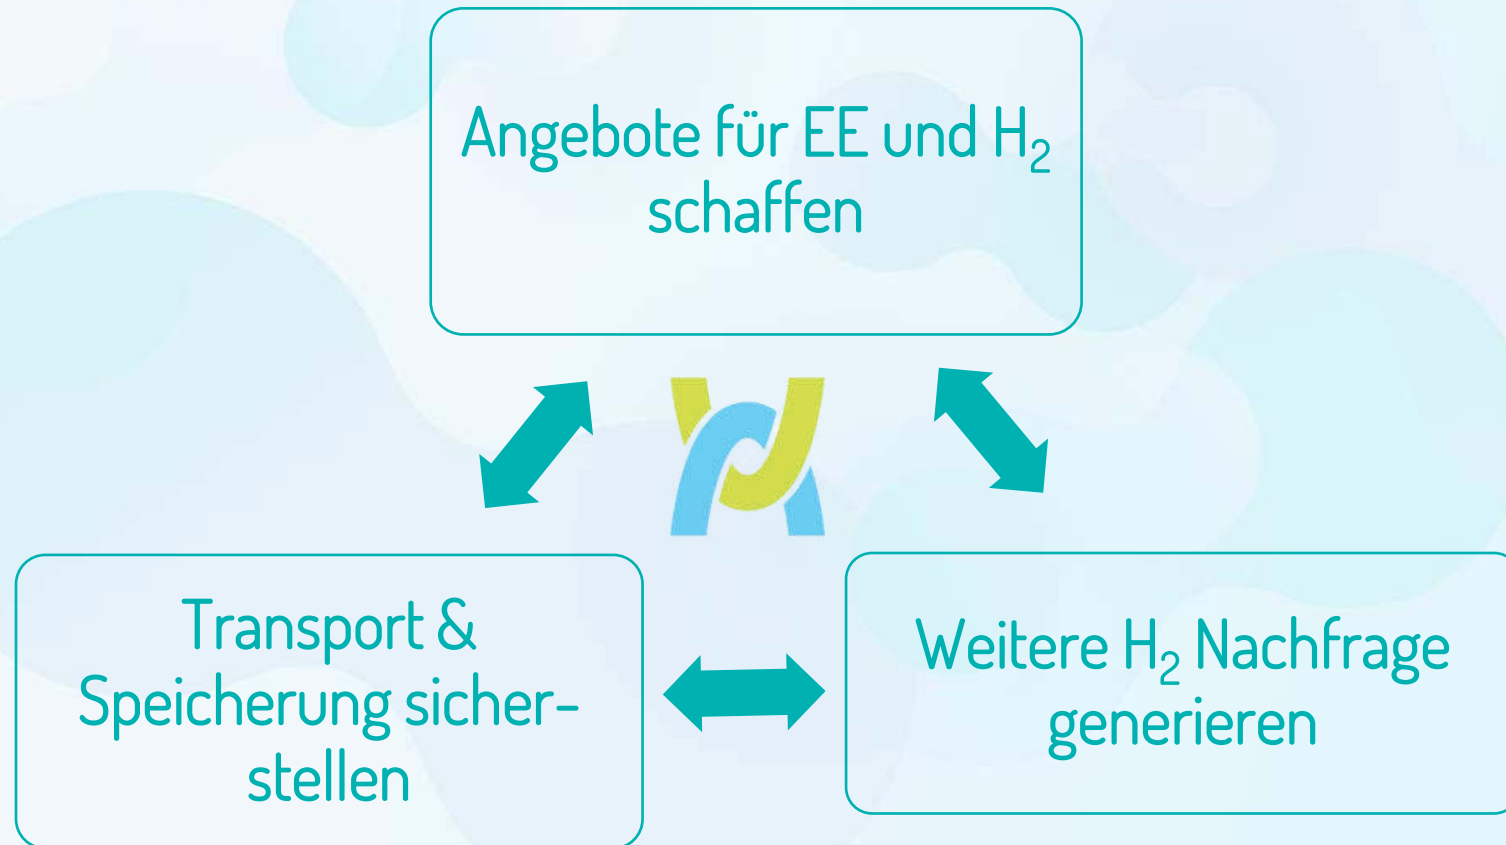 Angebote für EE und H₂
schaffen
Transport &
Speicherung sicher-
stellen
Weitere H₂ Nachfrage
generieren